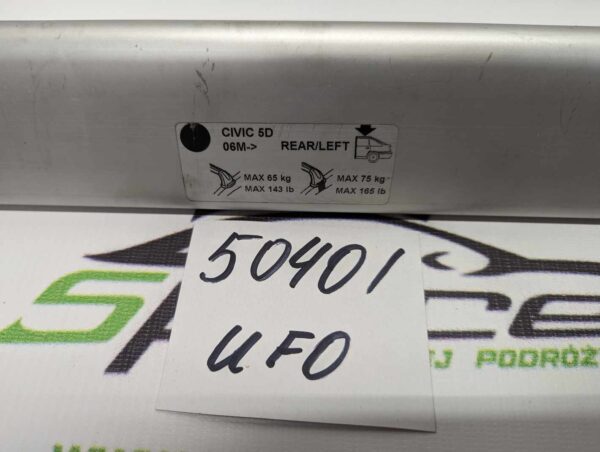 CIVIC 5D
06M-> REAR/LEFT
MAX 65 kg MAX 75 kg
MAX 143 lb MAX 165 lb
50401
UFO
PODRÓŻ